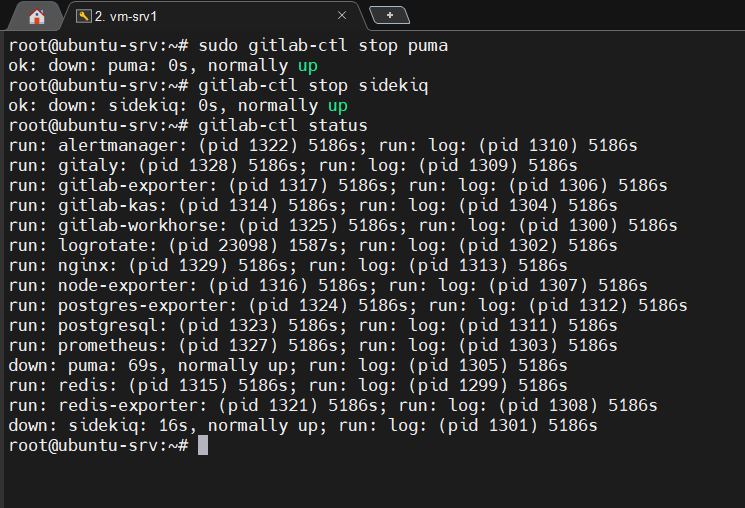 2. vm-srv1
root@ubuntu-srv:~# sudo gitlab-ctl stop puma
ok: down: puma: 0s, normally up
root@ubuntu-srv:~# gitlab-ctl stop sidekiq
ok: down: sidekiq: 0s, normally up
root@ubuntu-srv:~# gitlab-ctl status
run: alertmanager: (pid 1322) 5186s; run: log: (pid 1310) 5186s
run: gitaly: (pid 1328) 5186s; run: log: (pid 1309) 5186s
run: gitlab-exporter: (pid 1317) 5186s; run: log: (pid 1306) 5186s
run: gitlab-kas: (pid 1314) 5186s; run: log: (pid 1304) 5186s
run: gitlab-workhorse: (pid 1325) 5186s; run: log: (pid 1300) 5186s
run: logrotate: (pid 23098) 1587s; run: log: (pid 1302) 5186s
run: nginx: (pid 1329) 5186s; run: log: (pid 1313) 5186s
run: node-exporter: (pid 1316) 5186s; run: log: (pid 1307) 5186s
run: postgres-exporter: (pid 1324) 5186s; run: log: (pid 1312) 5186s
run: postgresql: (pid 1323) 5186s; run: log: (pid 1311) 5186s
run: prometheus: (pid 1327) 5186s; run: log: (pid 1303) 5186s
down: puma: 69s, normally up; run: log: (pid 1305) 5186s
run: redis: (pid 1315) 5186s; run: log: (pid 1299) 5186s
run: redis-exporter: (pid 1321) 5186s; run: log: (pid 1308) 5186s
down: sidekiq: 16s, normally up; run: log: (pid 1301) 5186s
root@ubuntu-srv:~#